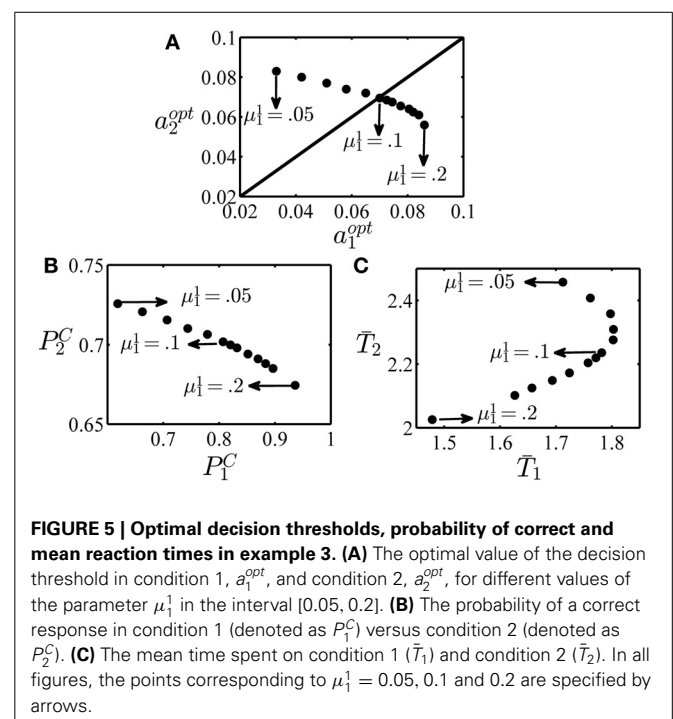 A
0.1
0.08
a_2^{opt}
0.06
μ_1^1 = .05
μ_1^1 = .1
0.04
μ_1^1 = .2
0.02
0.02 0.04 0.06 0.08 0.1
a_1^{opt}
B
0.75
μ_1^1 = .05
P_2^C
0.7
μ_1^1 = .1
μ_1^1 = .2
0.65
0.7 0.8 0.9 1
P_1^C
C
μ_1^1 = .05
2.4
T̄_2
μ_1^1 = .1
2.2
μ_1^1 = .2
2
1.5 1.6 1.7 1.8
T̄_1
FIGURE 5 | Optimal decision thresholds, probability of correct and
mean reaction times in example 3. (A) The optimal value of the decision
threshold in condition 1, a_1^{opt}, and condition 2, a_2^{opt}, for different values of
the parameter μ_1^1 in the interval [0.05, 0.2]. (B) The probability of a correct
response in condition 1 (denoted as P_1^C) versus condition 2 (denoted as
P_2^C). (C) The mean time spent on condition 1 (T̄_1) and condition 2 (T̄_2). In all
figures, the points corresponding to μ_1^1 = 0.05, 0.1 and 0.2 are specified by
arrows.